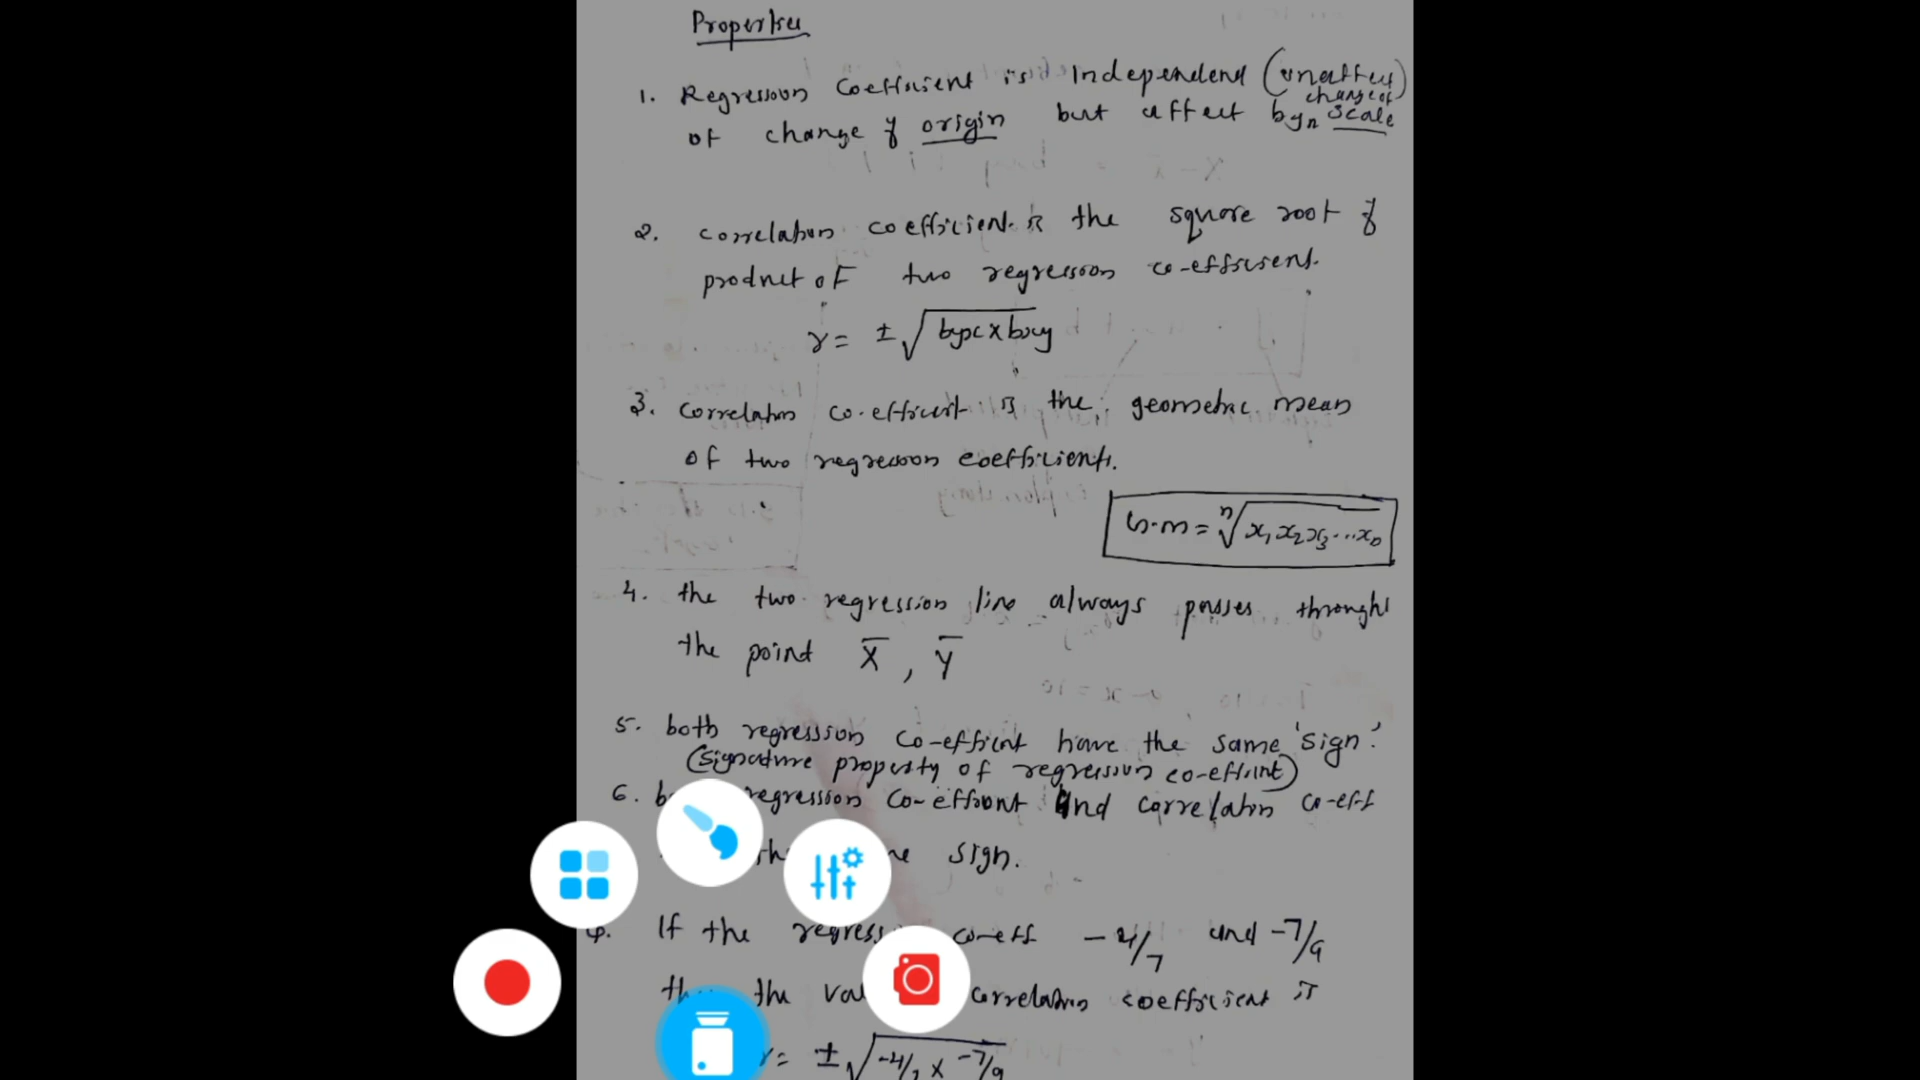 Properties
1. Regression Coefficient is Independent (
change of
of change of origin but affect by^ scale
2. correlation coefficient is the square root of
product of two regression co-efficient.
r = ± √ byx x bxy
3. correlation co-efficient is the geometric mean
of two regression coefficients.
G.m = n√ x1 x2 x3 ... xn
4. the two regression line always passes through
the point X̅ , Y̅
5. both regression co-efficient have the same 'sign'.
(signature property of regression co-efficient)
6. regression co-efficient and correlation co-eff
sign.
If the co-eff - 4/7 and -7/9
the correlation coefficient is
r = ± √ -4/7 x -7/9